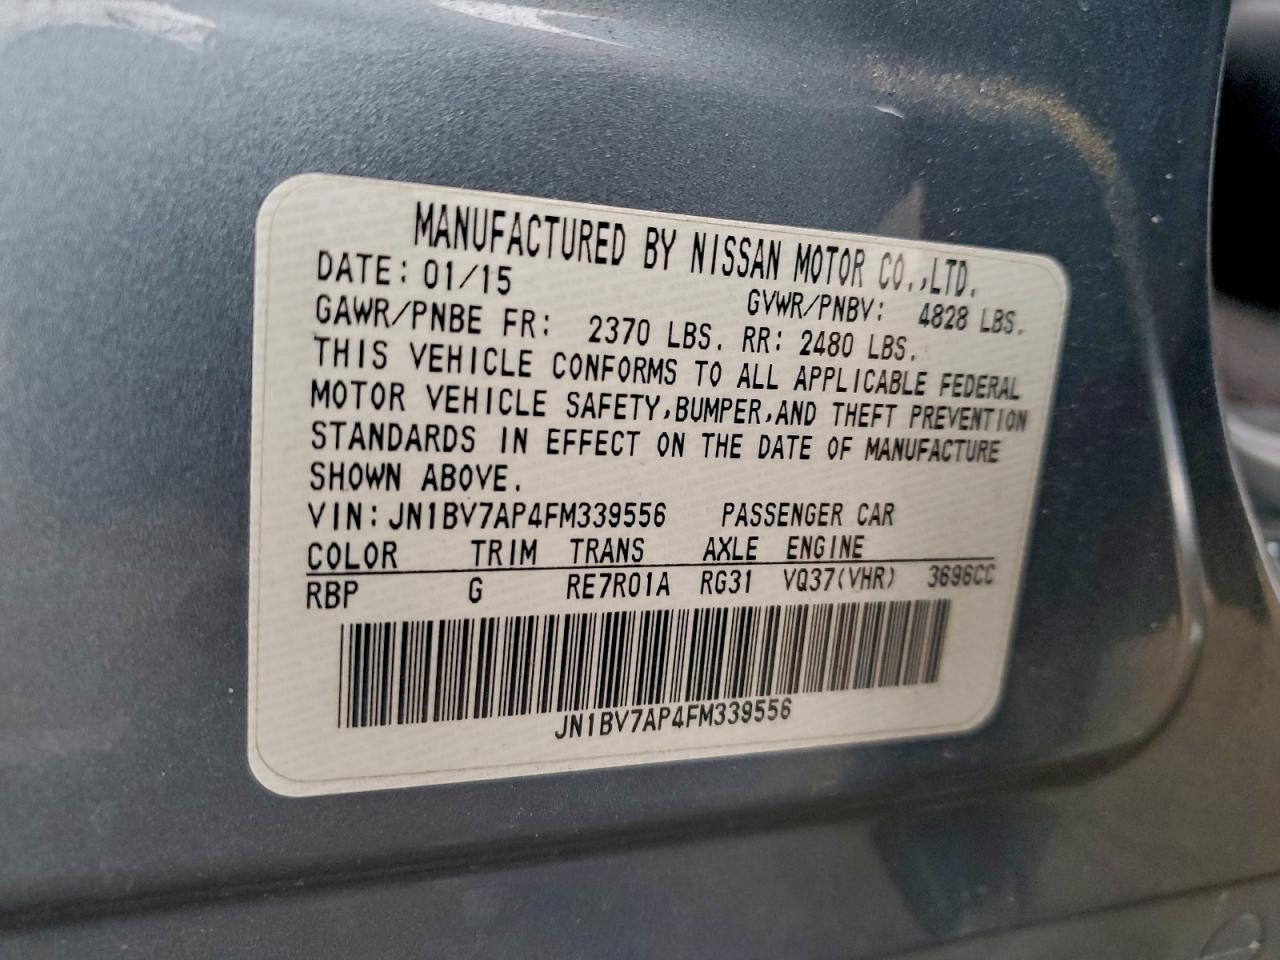 MANUFACTURED BY NISSAN MOTOR CO.,LTD.
DATE: 01/15 GVWR/PNBV: 4828 LBS.
GAWR/PNBE FR: 2370 LBS. RR: 2480 LBS.
THIS VEHICLE CONFORMS TO ALL APPLICABLE FEDERAL
MOTOR VEHICLE SAFETY,BUMPER,AND THEFT PREVENTION
STANDARDS IN EFFECT ON THE DATE OF MANUFACTURE
SHOWN ABOVE.
VIN: JN1BV7AP4FM339556 PASSENGER CAR
COLOR TRIM TRANS AXLE ENGINE
RBP G RE7R01A RG31 VQ37(VHR) 3696CC
JN1BV7AP4FM339556